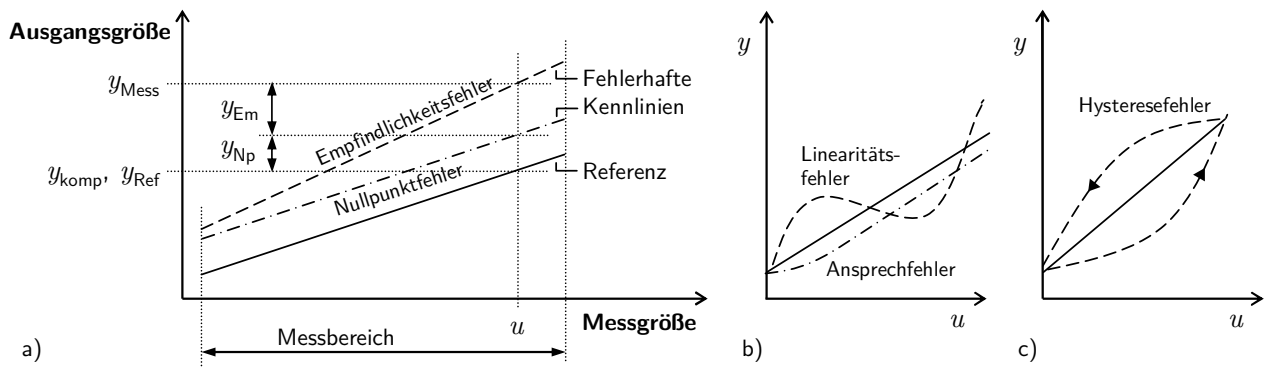 Ausgangsgröße
y_Mess
y_Em
y_Np
y_komp, y_Ref
Empfindlichkeitsfehler
Nullpunktfehler
Fehlerhafte
Kennlinien
Referenz
Messgröße
u
Messbereich
a)
y
Linearitäts-
fehler
Ansprechfehler
u
b)
y
Hysteresefehler
u
c)